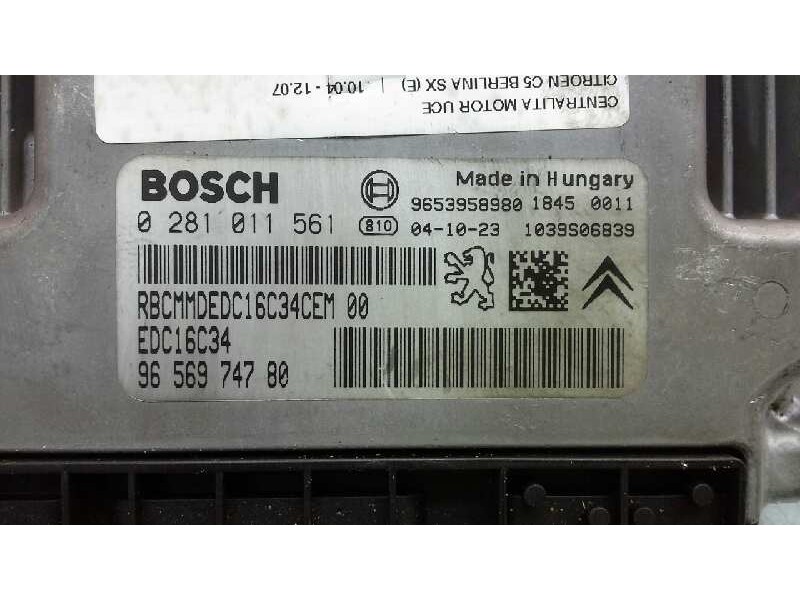 CENTRALITA MOTOR UCE
CITROEN C5 BERLINA SX (E) | 10.04 - 12.07
BOSCH
Made in Hungary
9653958980 1845 0011
0 281 011 561 810 04-10-23 1039S06839
RBCMMDEDC16C34CEM 00
EDC16C34
96 569 747 80